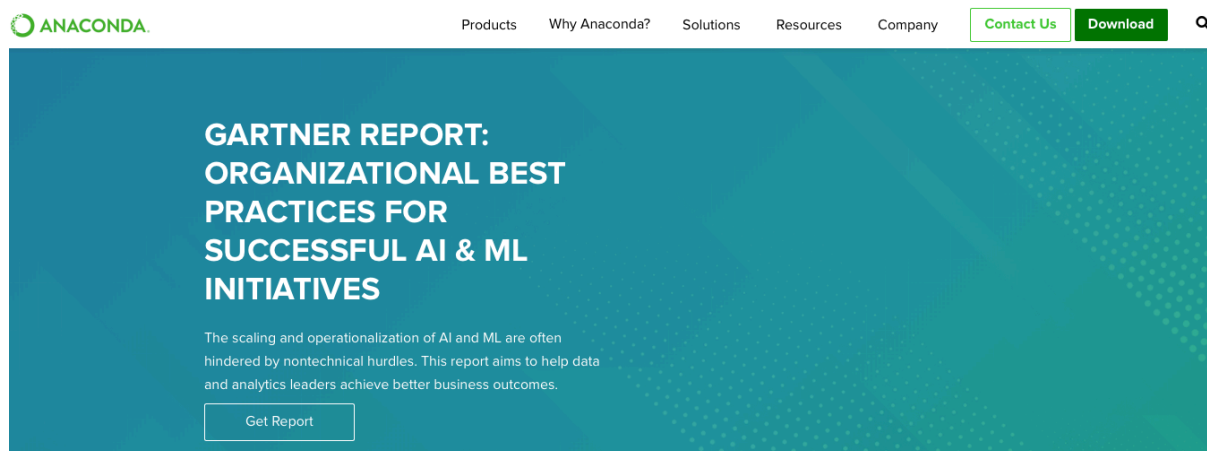 ANACONDA.
Products Why Anaconda? Solutions Resources Company Contact Us Download
GARTNER REPORT:
ORGANIZATIONAL BEST
PRACTICES FOR
SUCCESSFUL AI & ML
INITIATIVES
The scaling and operationalization of AI and ML are often
hindered by nontechnical hurdles. This report aims to help data
and analytics leaders achieve better business outcomes.
Get Report